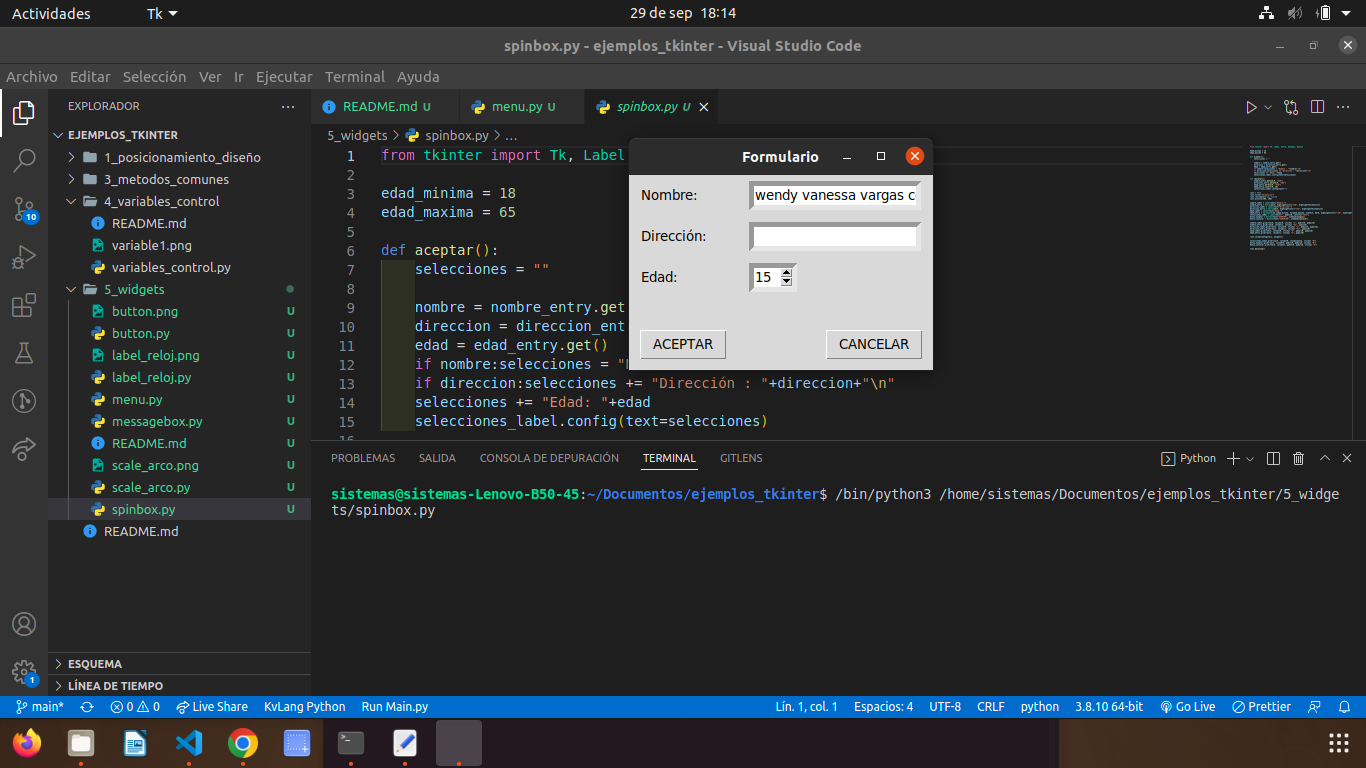 Actividades
Tk
29 de sep 18:14
spinbox.py - ejemplos_tkinter - Visual Studio Code
Archivo Editar Selección Ver Ir Ejecutar Terminal Ayuda
EXPLORADOR
README.md U
menu.py U
spinbox.py U
EJEMPLOS_TKINTER
1_posicionamiento_diseño
3_metodos_comunes
4_variables_control
README.md
variable1.png
variables_control.py
5_widgets
button.png U
button.py U
label_reloj.png U
label_reloj.py U
menu.py U
messagebox.py U
README.md U
scale_arco.png U
scale_arco.py U
spinbox.py U
README.md
10
1
ESQUEMA
LÍNEA DE TIEMPO
5_widgets > spinbox.py > ...
1 from tkinter import Tk, Label
2
3 edad_minima = 18
4 edad_maxima = 65
5
6 def aceptar():
7 selecciones = ""
8
9 nombre = nombre_entry.get
10 direccion = direccion_ent
11 edad = edad_entry.get()
12 if nombre:selecciones = "
13 if direccion:selecciones += "Dirección : "+direccion+"\n"
14 selecciones += "Edad: "+edad
15 selecciones_label.config(text=selecciones)
16
Formulario
Nombre: wendy vanessa vargas c
Dirección:
Edad: 15
ACEPTAR CANCELAR
PROBLEMAS SALIDA CONSOLA DE DEPURACIÓN TERMINAL GITLENS
Python
sistemas@sistemas-Lenovo-B50-45:~/Documentos/ejemplos_tkinter$ /bin/python3 /home/sistemas/Documentos/ejemplos_tkinter/5_widge
ts/spinbox.py
main* 0 0 Live Share KvLang Python Run Main.py Lín. 1, col. 1 Espacios: 4 UTF-8 CRLF python 3.8.10 64-bit Go Live Prettier